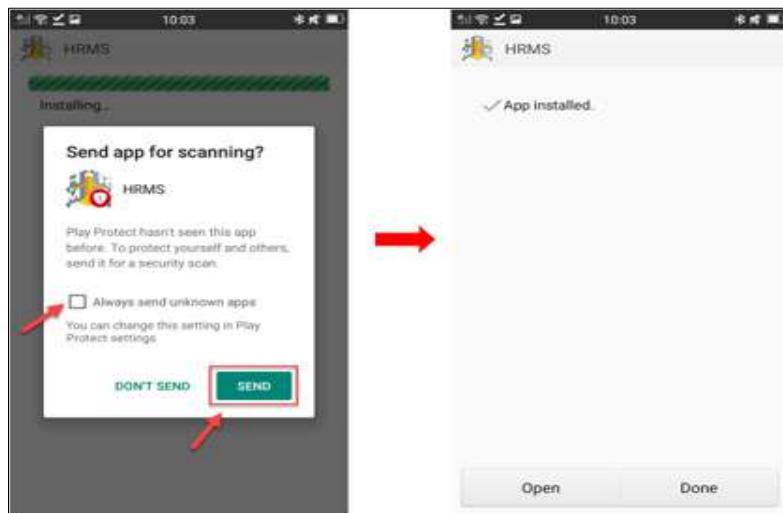 10:03
HRMS
Installing...
Send app for scanning?
HRMS
Play Protect hasn't seen this app
before. To protect yourself and others,
send it for a security scan.
Always send unknown apps
You can change this setting in Play
Protect settings
DON'T SEND
SEND
10:03
HRMS
App installed.
Open
Done